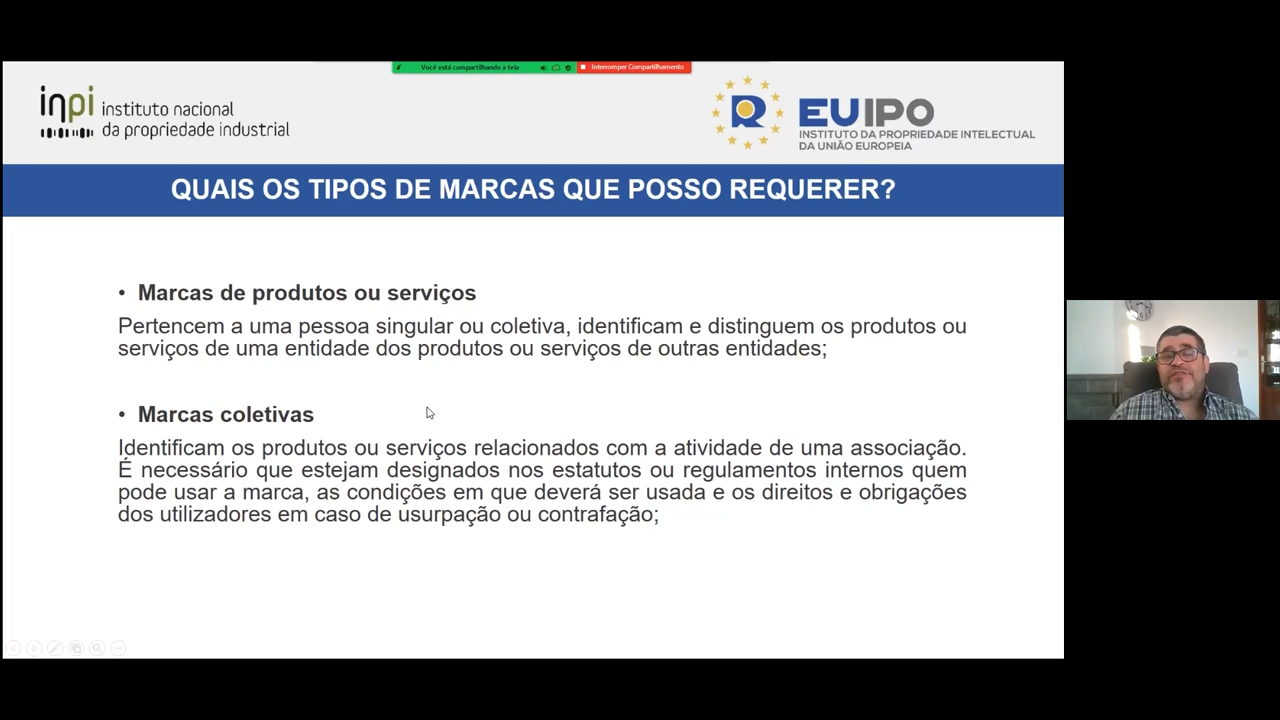 Você está compartilhando a tela
Interromper Compartilhamento
inpi instituto nacional
da propriedade industrial
R
EUIPO
INSTITUTO DA PROPRIEDADE INTELECTUAL
DA UNIÃO EUROPEIA
QUAIS OS TIPOS DE MARCAS QUE POSSO REQUERER?
• Marcas de produtos ou serviços
Pertencem a uma pessoa singular ou coletiva, identificam e distinguem os produtos ou
serviços de uma entidade dos produtos ou serviços de outras entidades;
• Marcas coletivas
Identificam os produtos ou serviços relacionados com a atividade de uma associação.
É necessário que estejam designados nos estatutos ou regulamentos internos quem
pode usar a marca, as condições em que deverá ser usada e os direitos e obrigações
dos utilizadores em caso de usurpação ou contrafação;